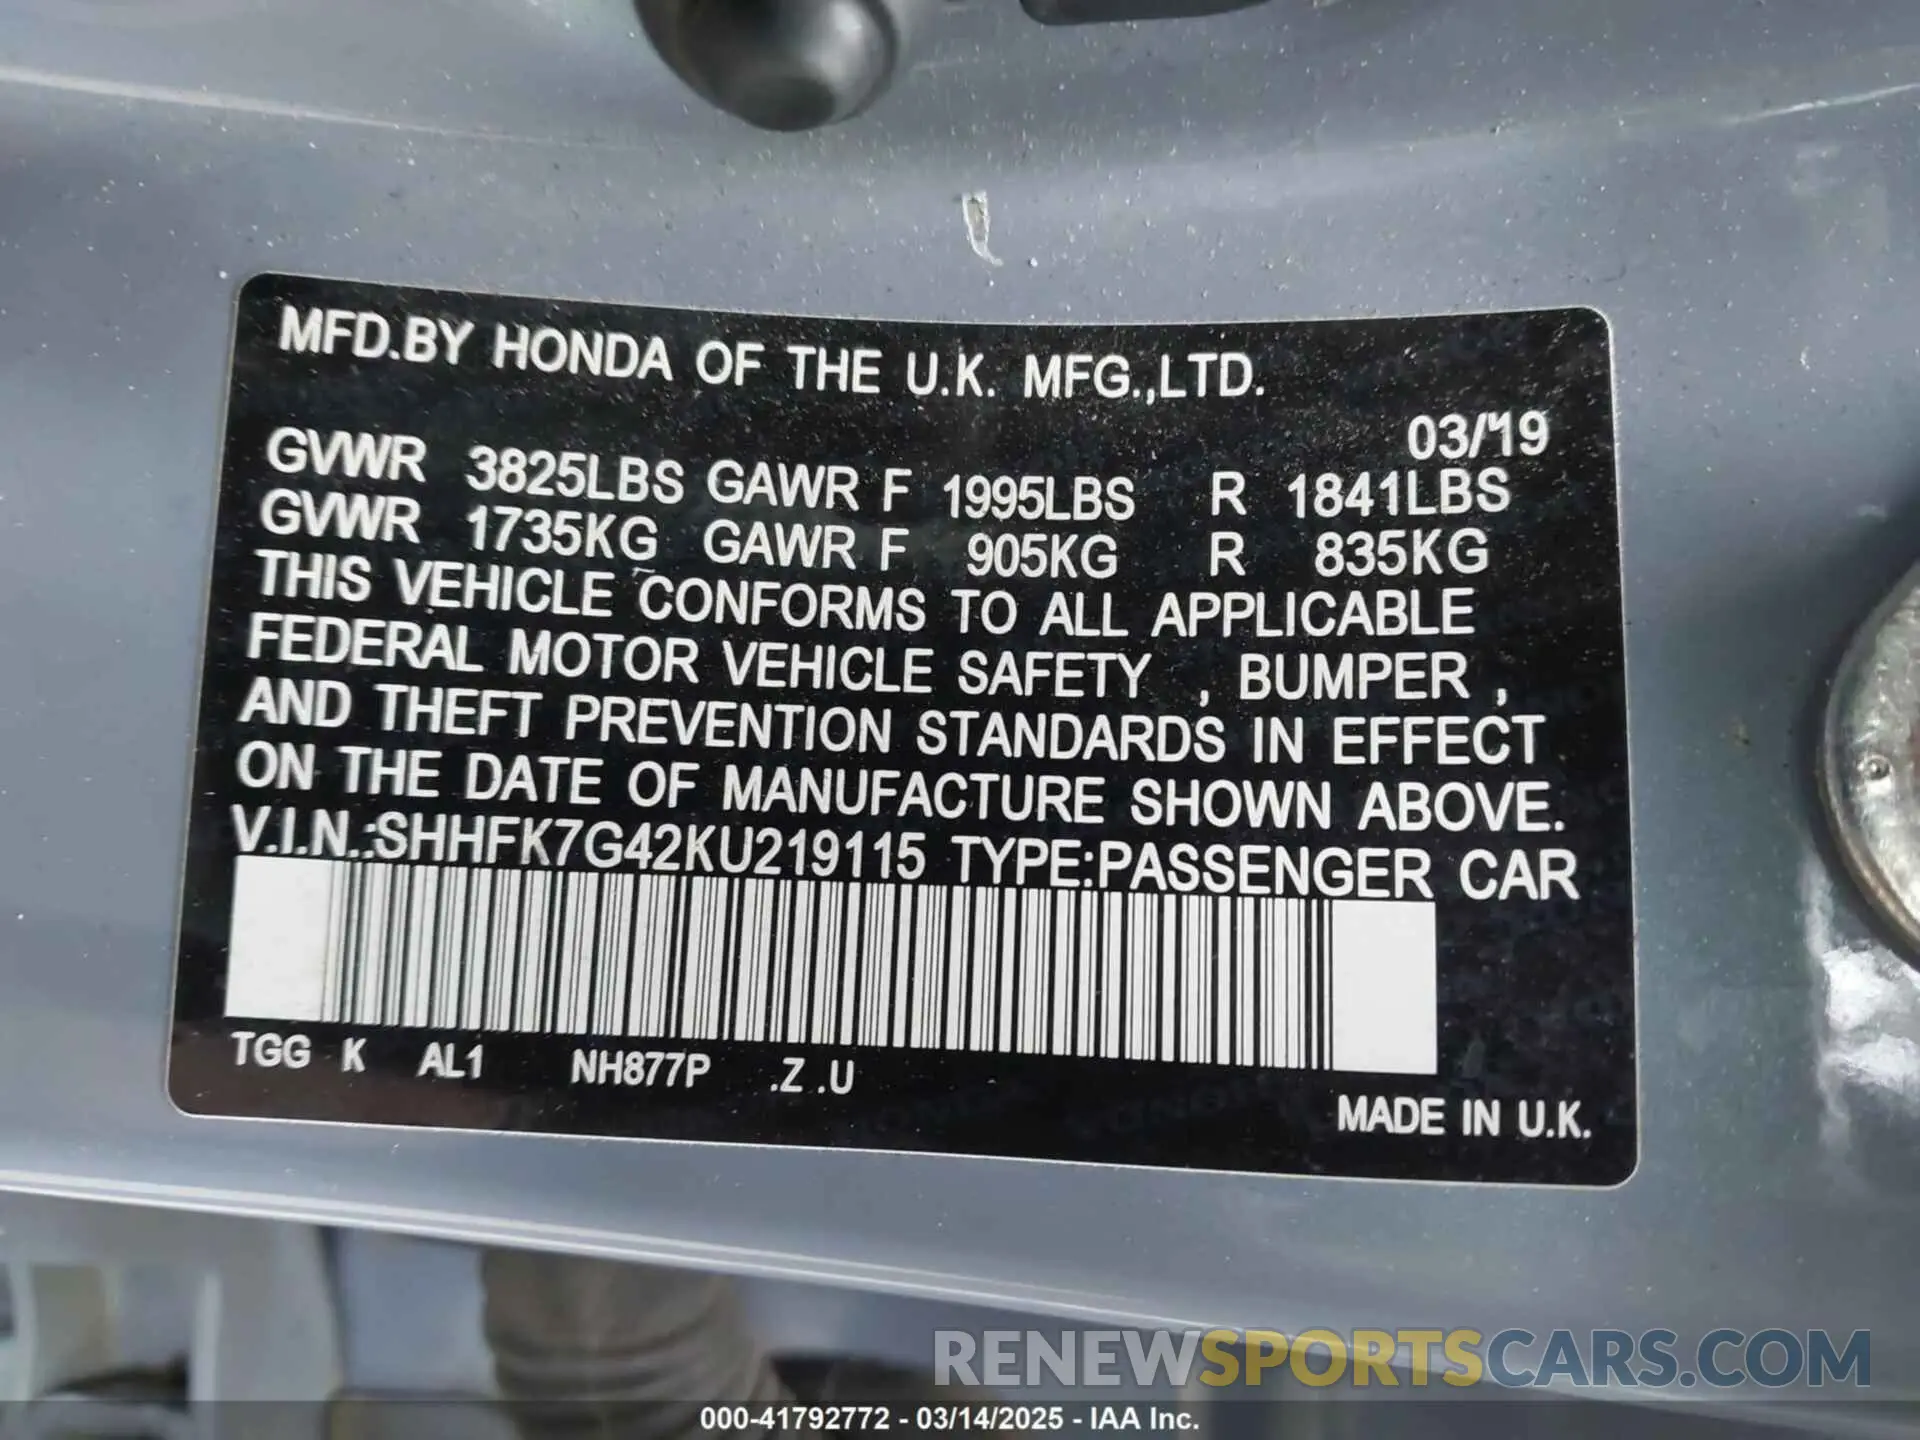 MFD.BY HONDA OF THE U.K. MFG.,LTD.
03/'19
GVWR 3825LBS GAWR F 1995LBS R 1841LBS
GVWR 1735KG GAWR F 905KG R 835KG
THIS VEHICLE CONFORMS TO ALL APPLICABLE
FEDERAL MOTOR VEHICLE SAFETY , BUMPER ,
AND THEFT PREVENTION STANDARDS IN EFFECT
ON THE DATE OF MANUFACTURE SHOWN ABOVE.
V.I.N.:SHHFK7G42KU219115 TYPE:PASSENGER CAR
TGG K AL1 NH877P .Z .U
MADE IN U.K.
RENEWSPORTSCARS.COM
000-41792772 - 03/14/2025 - IAA Inc.